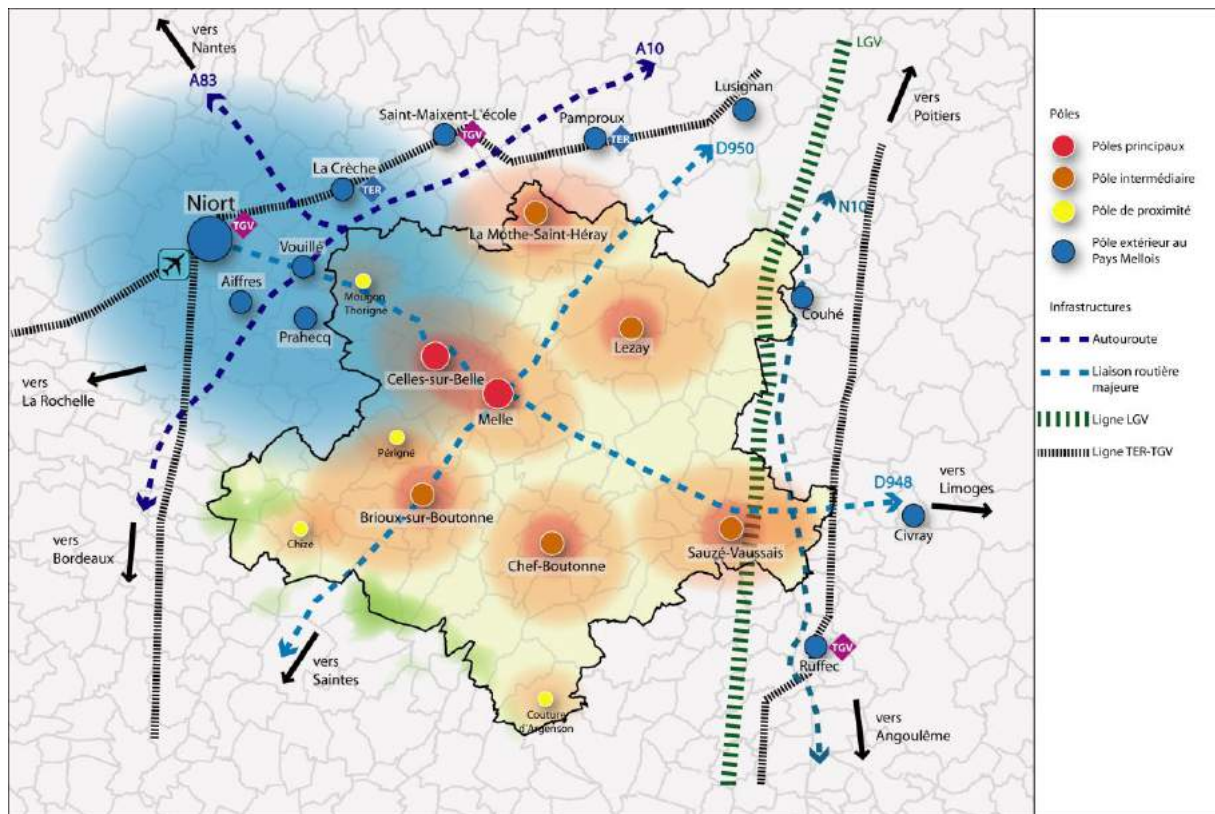 vers
Nantes
A83
A10
LGV
Lusignan
vers
Poitiers
Saint-Maixent-L'école
TGV
Pamproux
TER
D950
La Crèche
TER
Niort
TGV
N10
La Mothe-Saint-Héray
Vouillé
Aiffres
Mougon
Thorigné
Prahecq
Couhé
Lezay
vers
La Rochelle
Celles-sur-Belle
Melle
Périgné
D948
vers
Limoges
Brioux-sur-Boutonne
Civray
Chizé
Chef-Boutonne
Sauzé-Vaussais
vers
Bordeaux
vers
Saintes
Ruffec
TGV
Couture
d'Argenson
vers
Angoulême
Pôles
Pôles principaux
Pôle intermédiaire
Pôle de proximité
Pôle extérieur au
Pays Mellois
Infrastructures
Autouroute
Liaison routière
majeure
Ligne LGV
Ligne TER-TGV